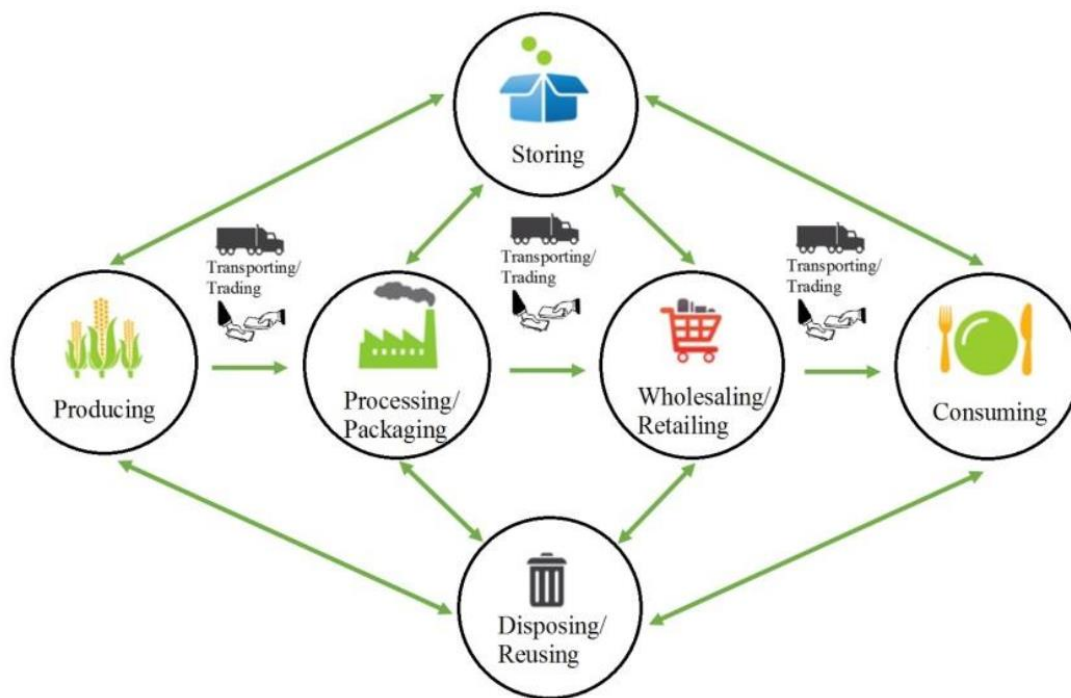 Storing
Transporting/
Trading
Transporting/
Trading
Transporting/
Trading
Producing
Processing/
Packaging
Wholesaling/
Retailing
Consuming
Disposing/
Reusing